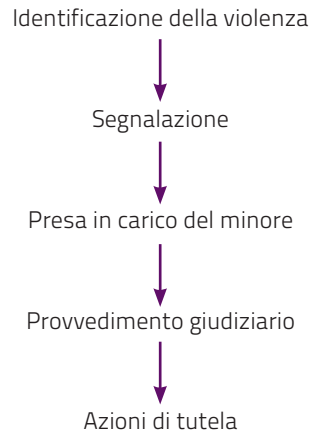 Identificazione della violenza
Segnalazione
Presa in carico del minore
Provvedimento giudiziario
Azioni di tutela